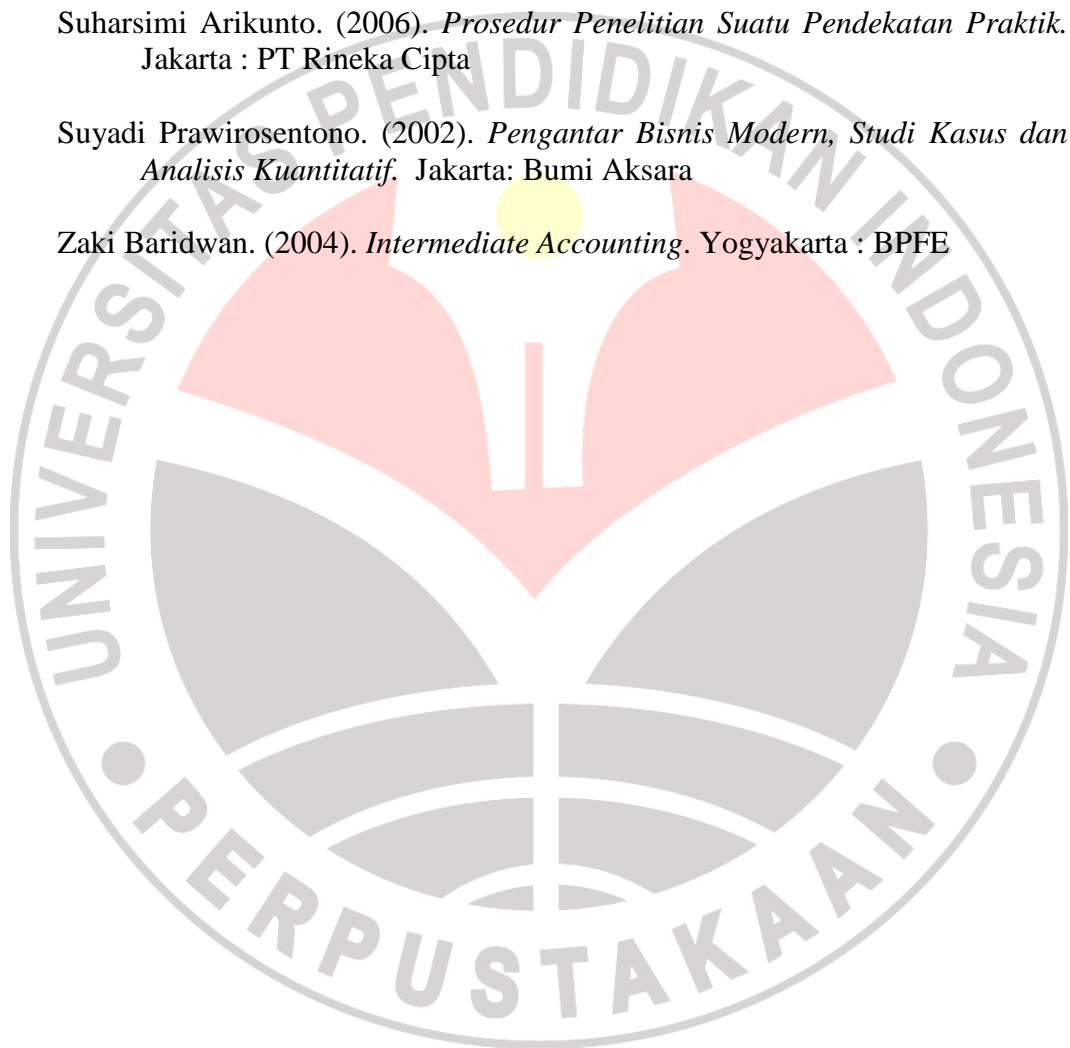 Suharsimi Arikunto. (2006). Prosedur Penelitian Suatu Pendekatan Praktik.
Jakarta : PT Rineka Cipta
Suyadi Prawirosentono. (2002). Pengantar Bisnis Modern, Studi Kasus dan
Analisis Kuantitatif. Jakarta: Bumi Aksara
Zaki Baridwan. (2004). Intermediate Accounting. Yogyakarta : BPFE
UNIVERSITAS PENDIDIKAN INDONESIA
PERPUSTAKAAN